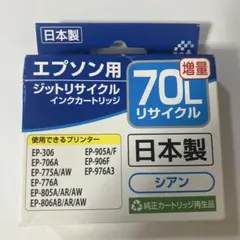 日本製
エプソン用
ジットリサイクル
インクカートリッジ
増量
70L
リサイクル
使用できるプリンター
EP-306
EP-706A
EP-775A/AW
EP-776A
EP-805A/AR/AW
EP-806AB/AR/AW
EP-905A/F
EP-906F
EP-976A3
日本製
シアン
純正カートリッジ再生品